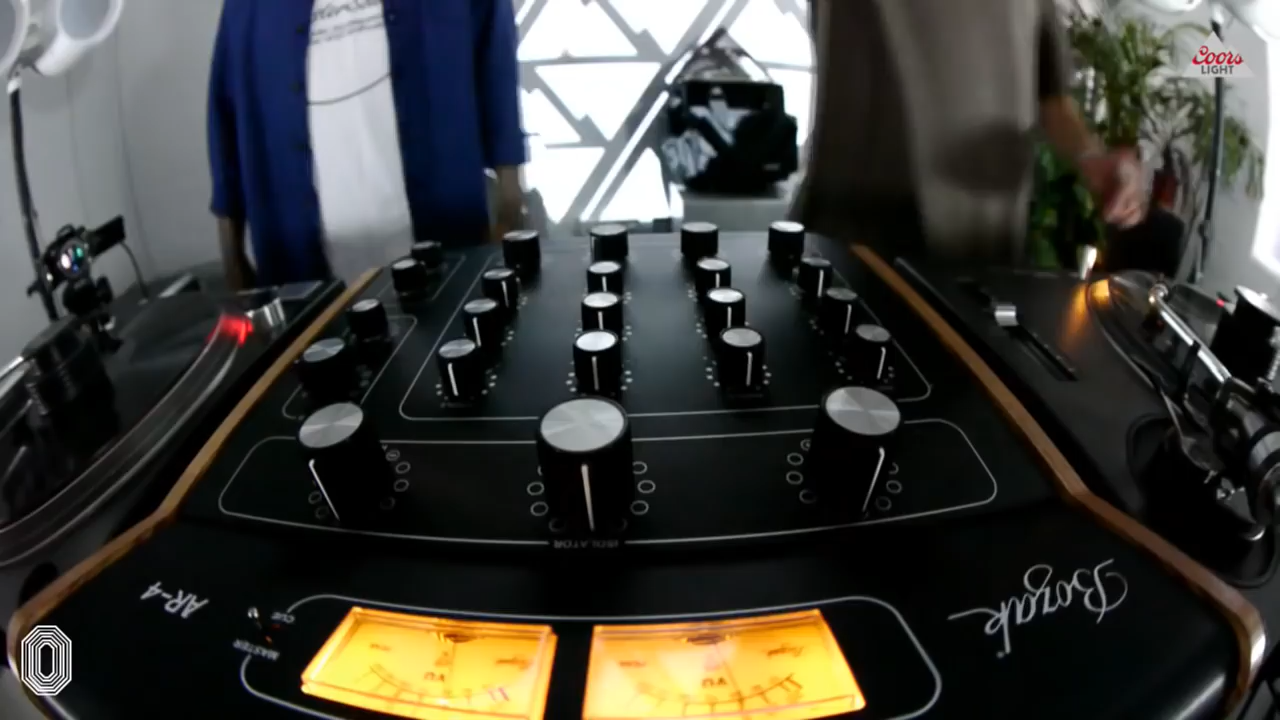 Coors
LIGHT
ISOLATOR
AR-4
CUE
MASTER
Bozak
VU
VU